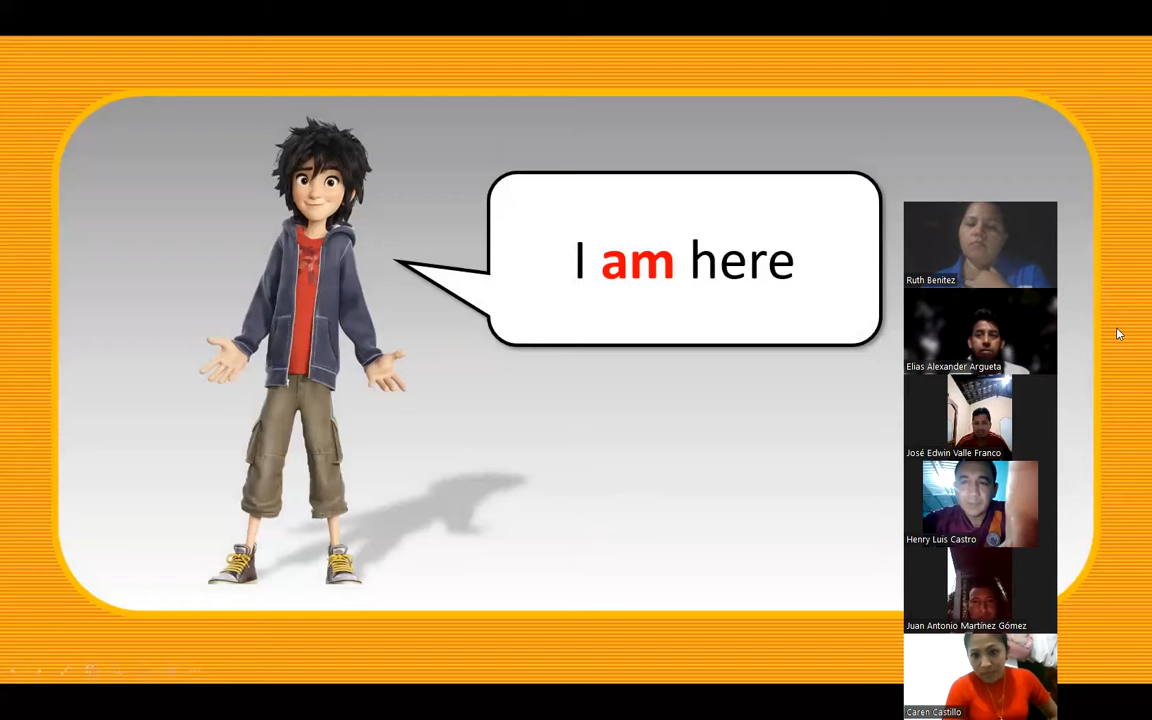 I am here
Ruth Benitez
Elias Alexander Argueta
José Edwin Valle Franco
Henry Luis Castro
Juan Antonio Martínez Gómez
Caren Castillo